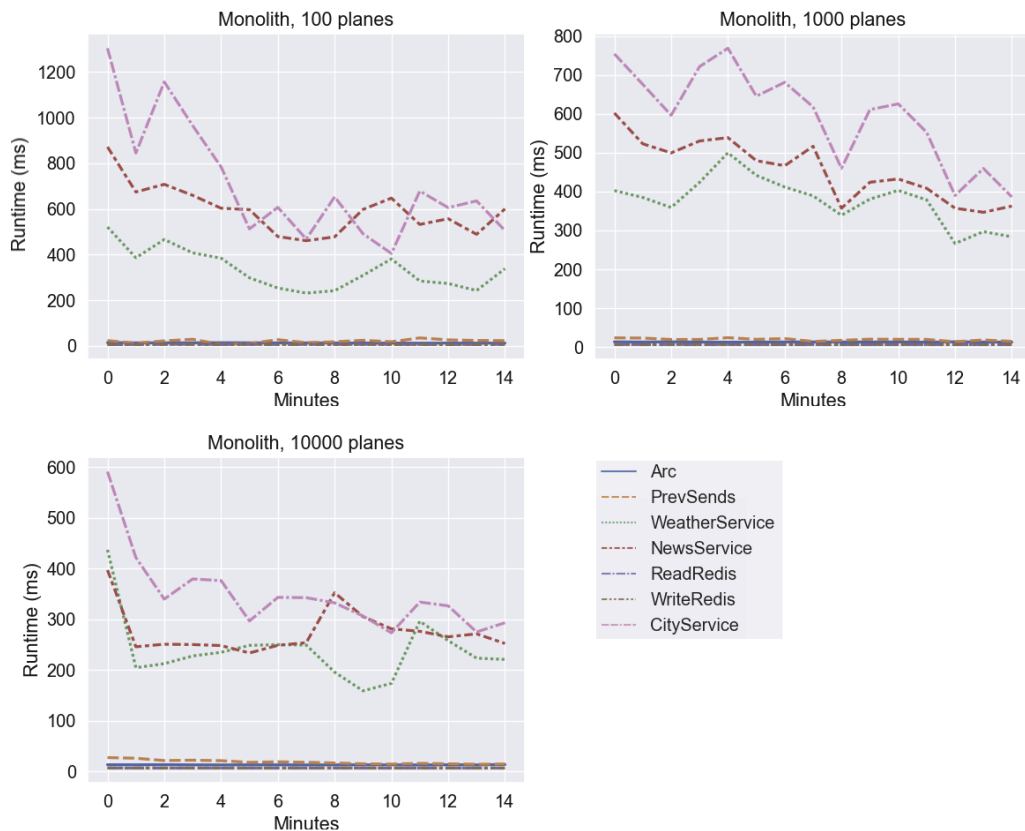 Monolith, 100 planes
Runtime (ms)
1200
1000
800
600
400
200
0
0 2 4 6 8 10 12 14
Minutes
Monolith, 1000 planes
Runtime (ms)
800
700
600
500
400
300
200
100
0
0 2 4 6 8 10 12 14
Minutes
Monolith, 10000 planes
Runtime (ms)
600
500
400
300
200
100
0
0 2 4 6 8 10 12 14
Minutes
Arc
PrevSends
WeatherService
NewsService
ReadRedis
WriteRedis
CityService